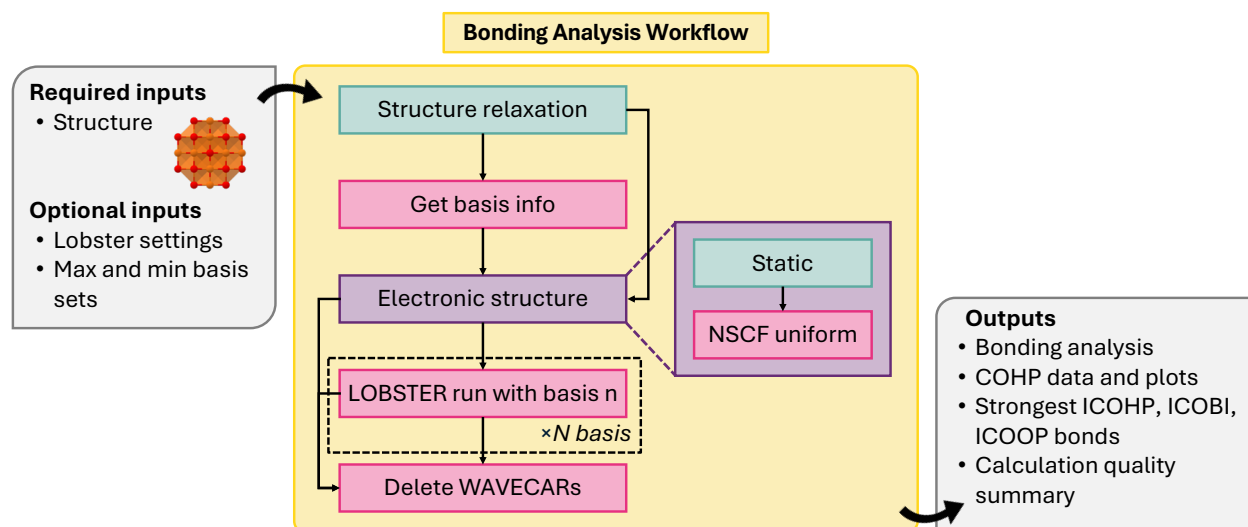 Bonding Analysis Workflow
Required inputs
• Structure
Optional inputs
• Lobster settings
• Max and min basis
sets
Structure relaxation
Get basis info
Electronic structure
LOBSTER run with basis n
×N basis
Delete WAVECARs
Static
NSCF uniform
Outputs
• Bonding analysis
• COHP data and plots
• Strongest ICOHP, ICOBI,
ICOOP bonds
• Calculation quality
summary